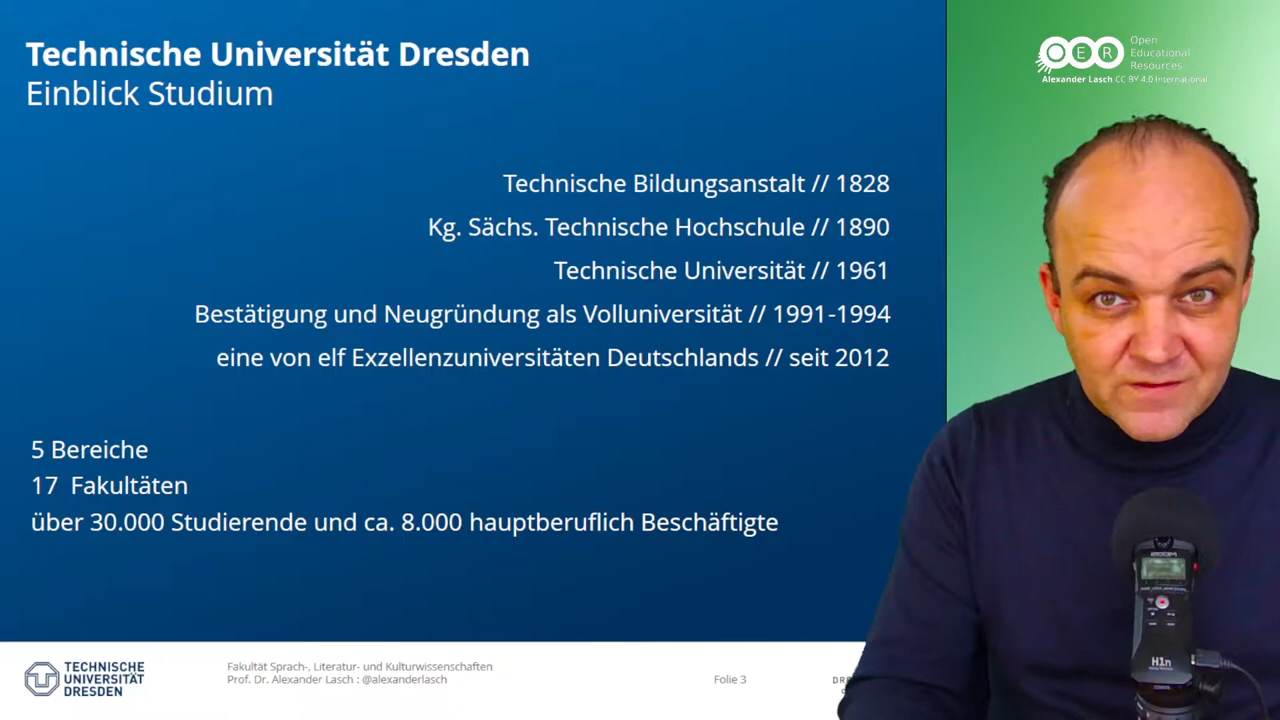 Technische Universität Dresden
Einblick Studium
OER
Open
Educational
Resources
Alexander Lasch CC BY 4.0 International
Technische Bildungsanstalt // 1828
Kg. Sächs. Technische Hochschule // 1890
Technische Universität // 1961
Bestätigung und Neugründung als Volluniversität // 1991-1994
eine von elf Exzellenzuniversitäten Deutschlands // seit 2012
5 Bereiche
17 Fakultäten
über 30.000 Studierende und ca. 8.000 hauptberuflich Beschäftigte
zoom
H1n
TECHNISCHE
UNIVERSITÄT
DRESDEN
Fakultät Sprach-, Literatur- und Kulturwissenschaften
Prof. Dr. Alexander Lasch : @alexanderlasch
Folie 3